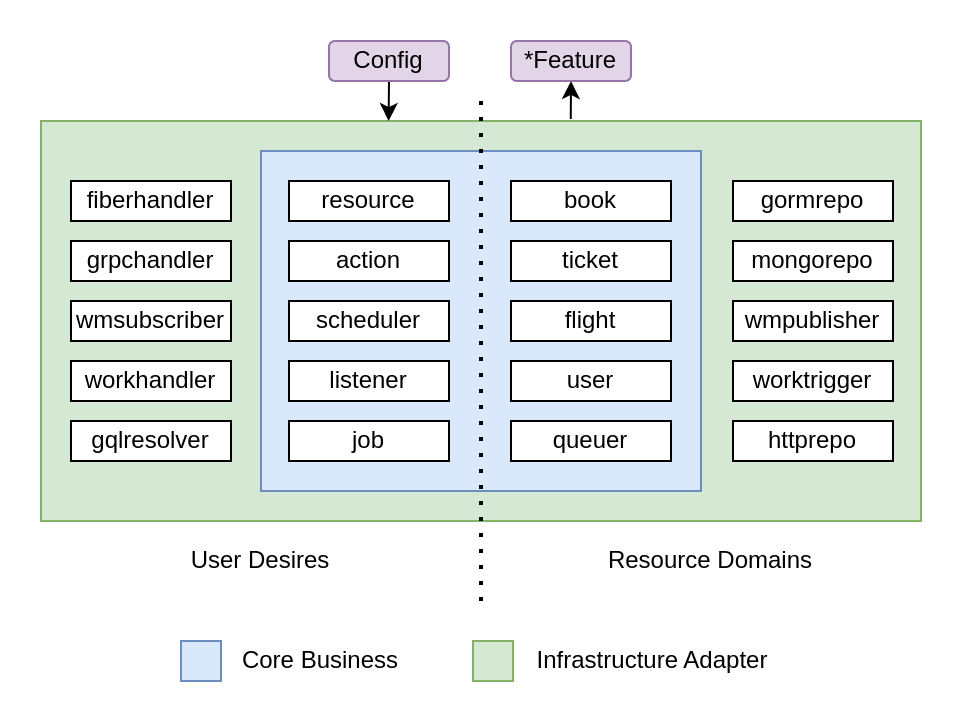 Config
*Feature
fiberhandler
resource
book
gormrepo
grpchandler
action
ticket
mongorepo
wmsubscriber
scheduler
flight
wmpublisher
workhandler
listener
user
worktrigger
gqlresolver
job
queuer
httprepo
User Desires
Resource Domains
Core Business
Infrastructure Adapter